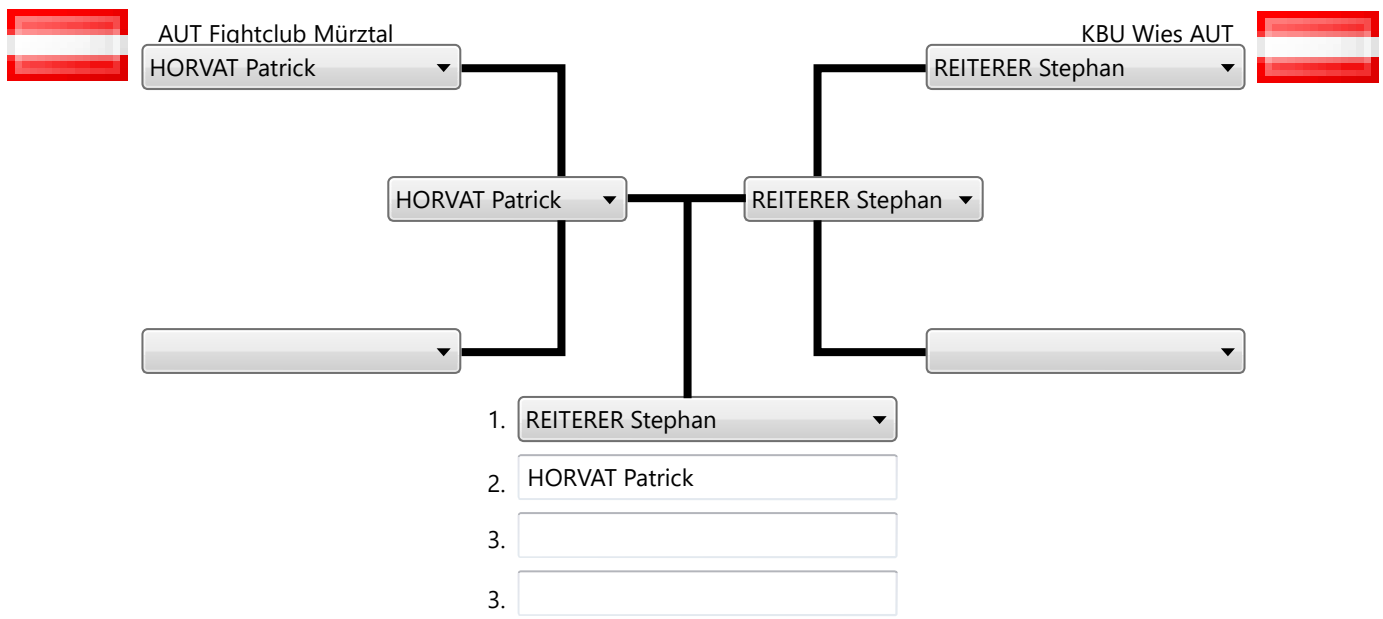 AUT Fightclub Mürztal
KBU Wies AUT
HORVAT Patrick
REITERER Stephan
HORVAT Patrick
REITERER Stephan
1. REITERER Stephan
2. HORVAT Patrick
3.
3.